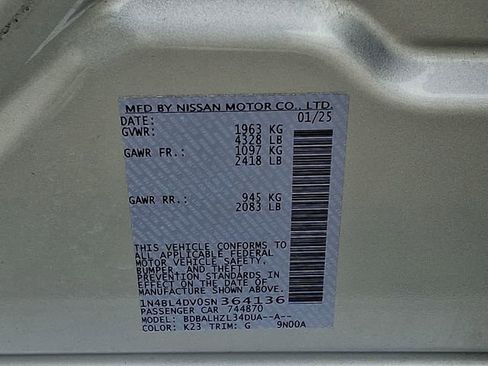 MFD BY NISSAN MOTOR CO., LTD.
DATE: 01/25
GVWR: 1963 KG
4328 LB
GAWR FR.: 1097 KG
2418 LB
GAWR RR.: 945 KG
2083 LB
THIS VEHICLE CONFORMS TO
ALL APPLICABLE FEDERAL
MOTOR VEHICLE SAFETY,
BUMPER, AND THEFT
PREVENTION STANDARDS IN
EFFECT ON THE DATE OF
MANUFACTURE SHOWN ABOVE.
1N4BL4DV0SN364136
PASSENGER CAR 744870
MODEL: BDBALHZL34DUA--A--
COLOR: K23 TRIM: G 9N00A